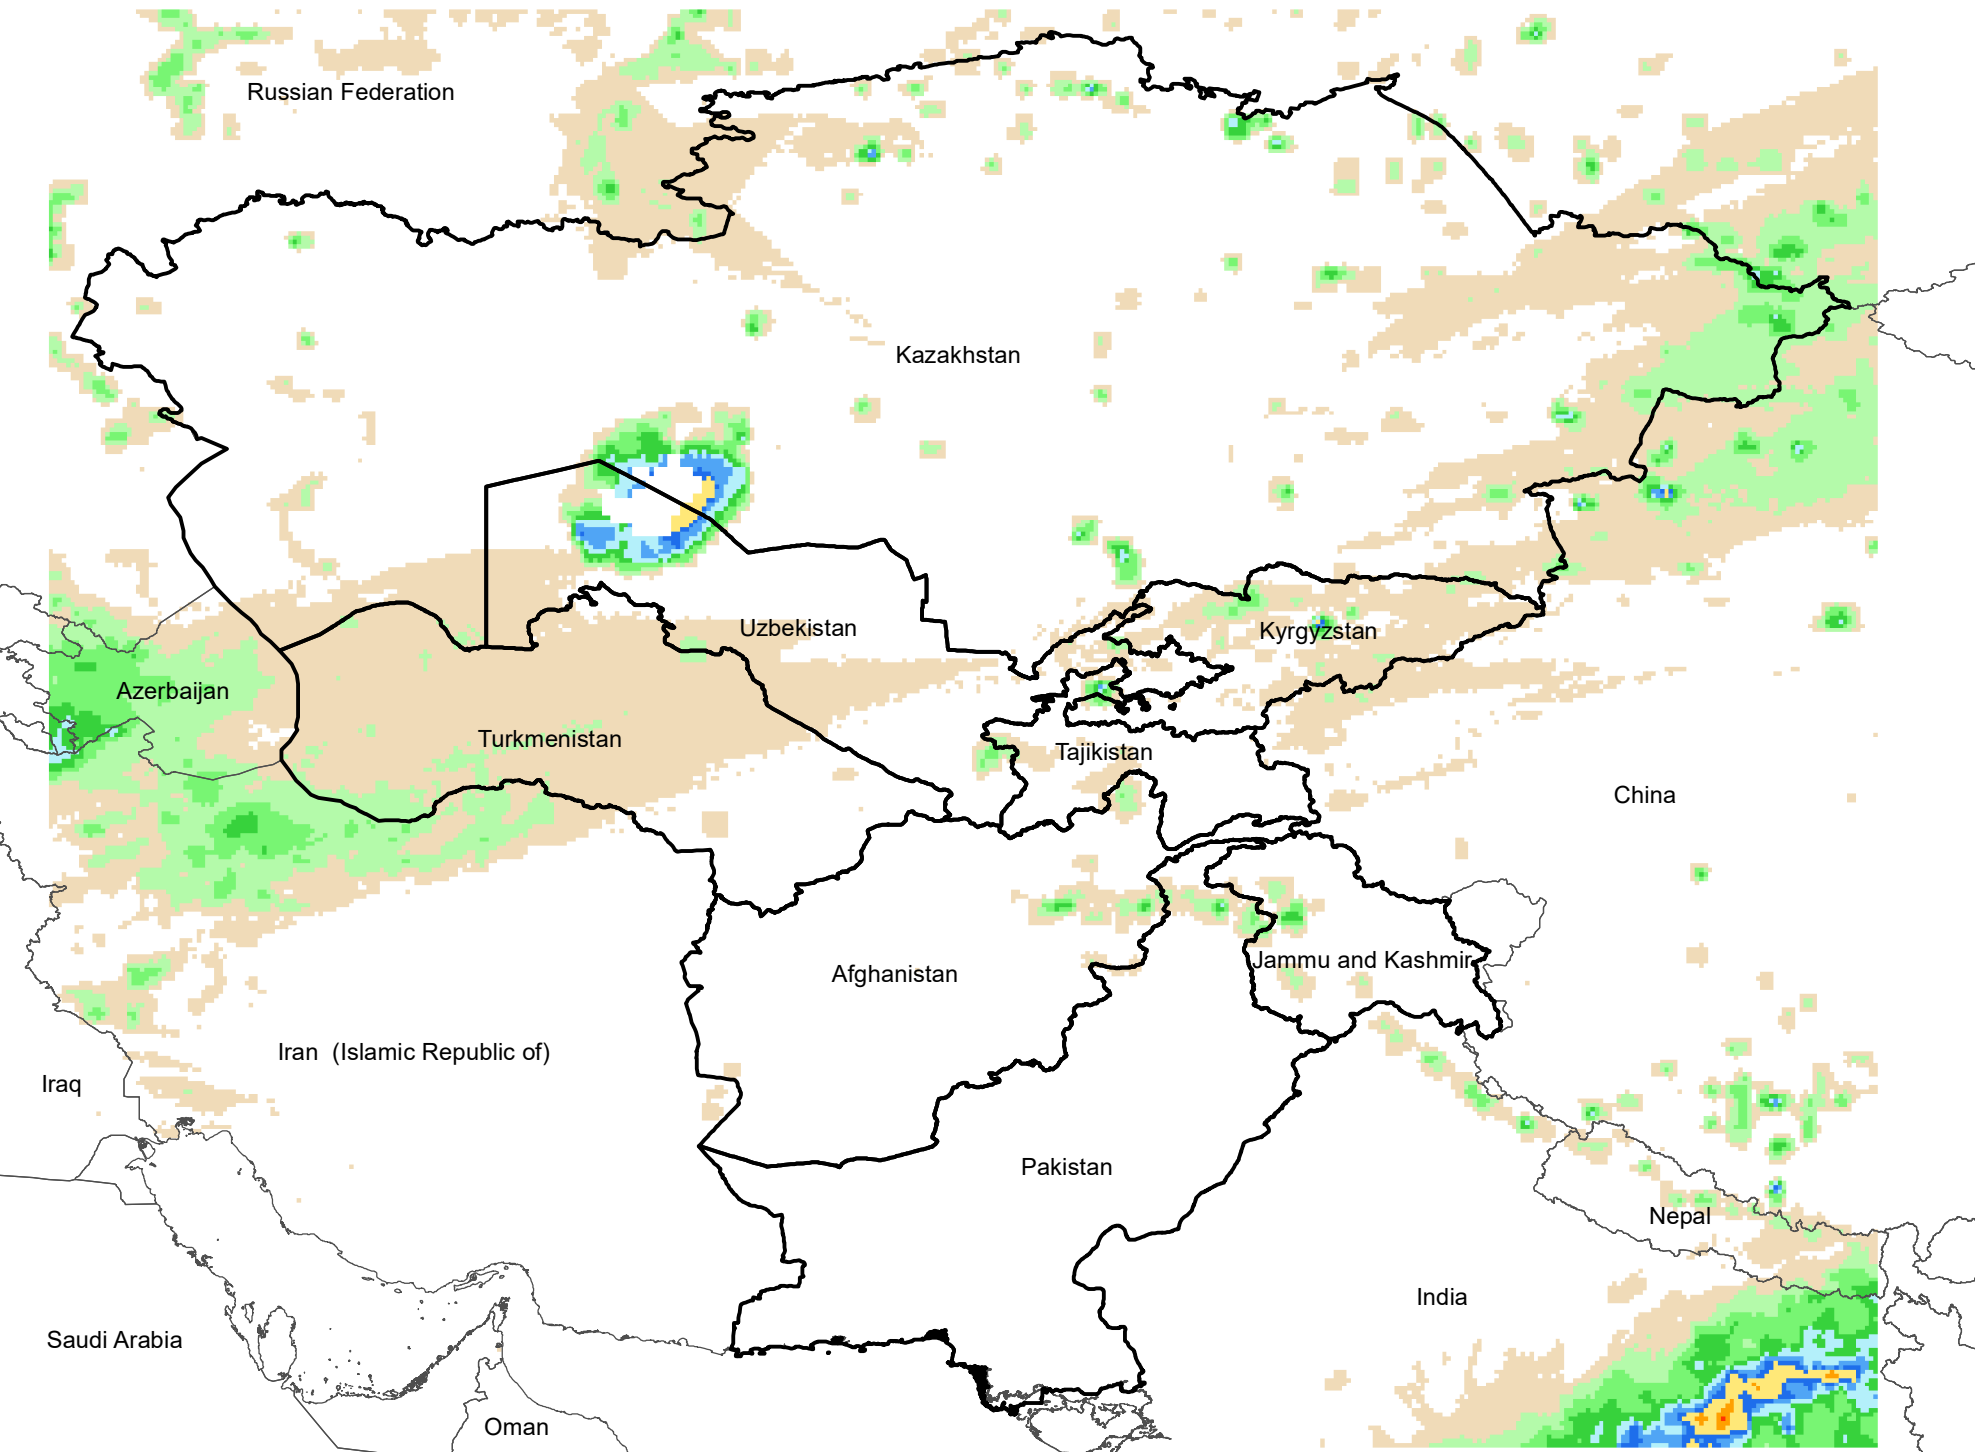 Russian Federation
Kazakhstan
Uzbekistan
Kyrgyzstan
Azerbaijan
Turkmenistan
Tajikistan
China
Afghanistan
Jammu and Kashmir
Iran  (Islamic Republic of)
Iraq
Pakistan
Nepal
India
Saudi Arabia
Oman